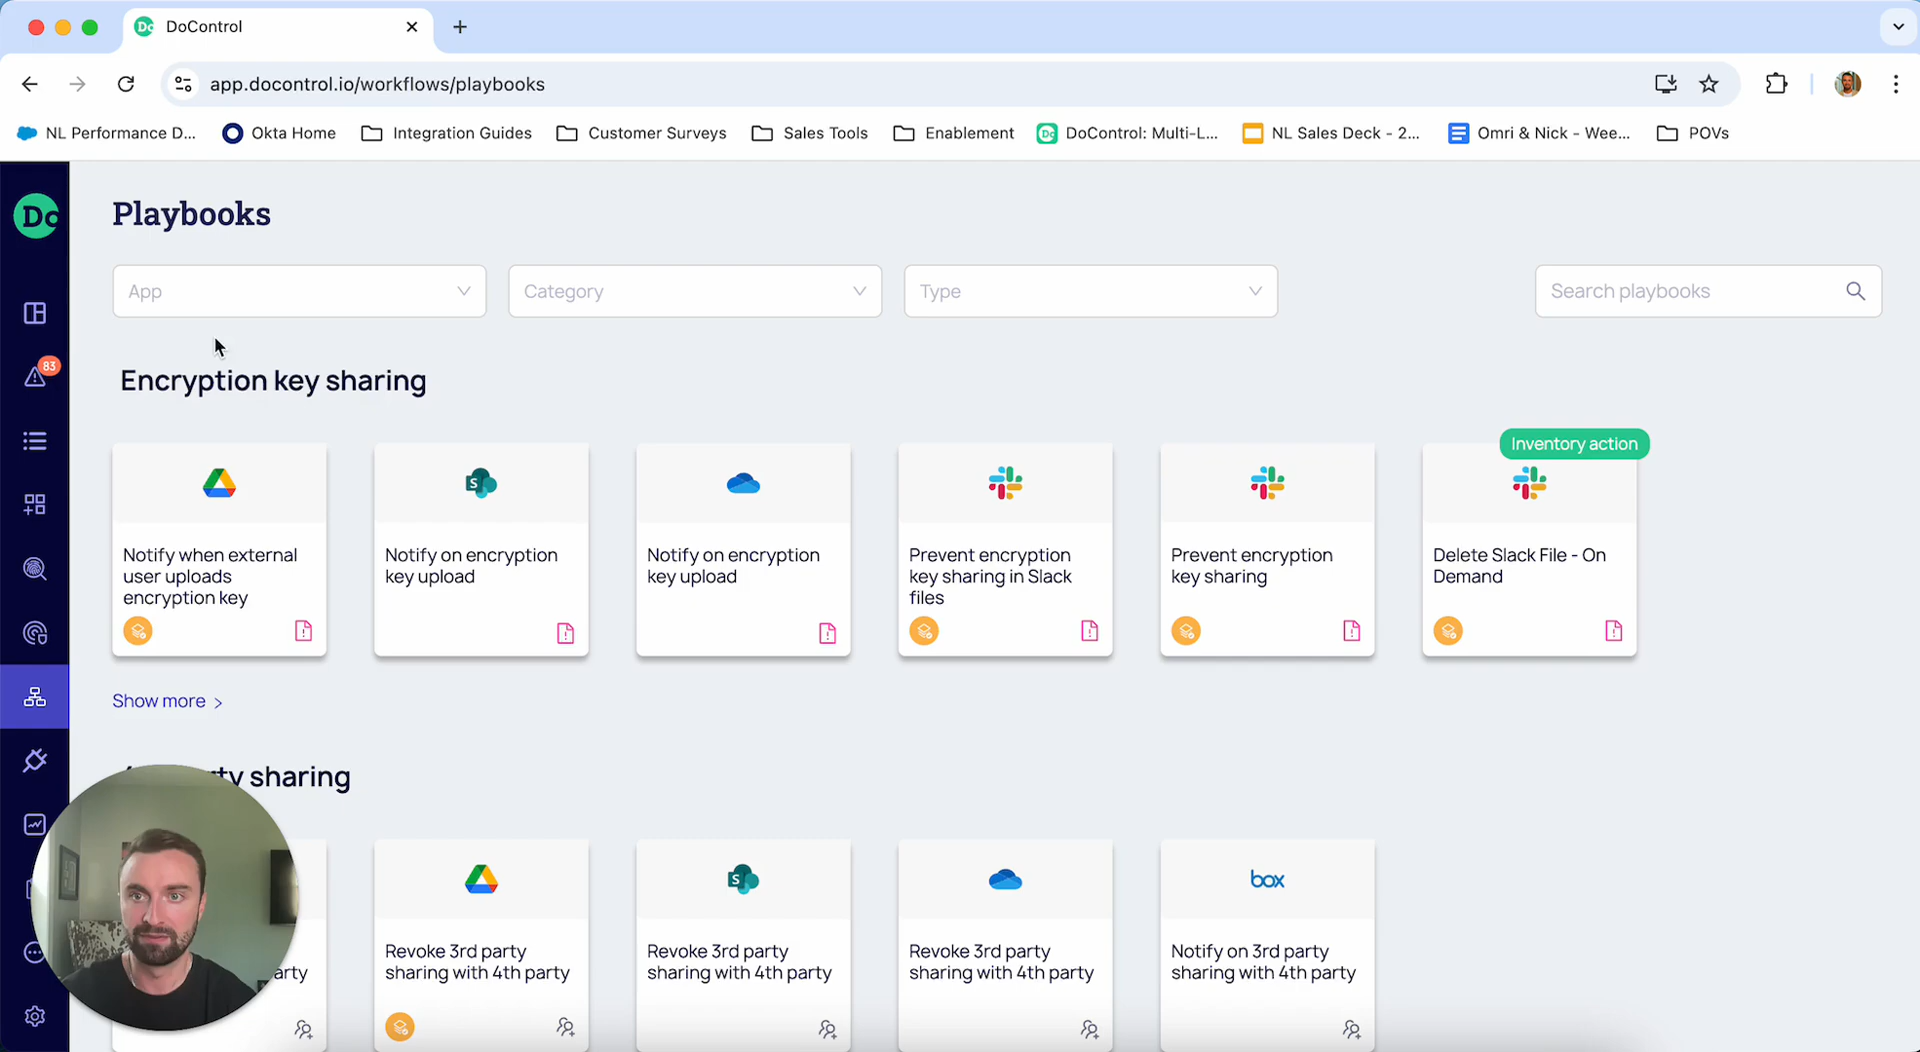 DoControl
app.docontrol.io/workflows/playbooks
NL Performance D...
Okta Home
Integration Guides
Customer Surveys
Sales Tools
Enablement
DoControl: Multi-L...
NL Sales Deck - 2...
Omri & Nick - Wee...
POVs
Do
Playbooks
App
Category
Type
Search playbooks
83
Encryption key sharing
Inventory action
Notify when external
user uploads
encryption key
Notify on encryption
key upload
Notify on encryption
key upload
Prevent encryption
key sharing in Slack
files
Prevent encryption
key sharing
Delete Slack File - On
Demand
Show more >
sharing
box
Revoke 3rd party
sharing with 4th party
Revoke 3rd party
sharing with 4th party
Revoke 3rd party
sharing with 4th party
Notify on 3rd party
sharing with 4th party